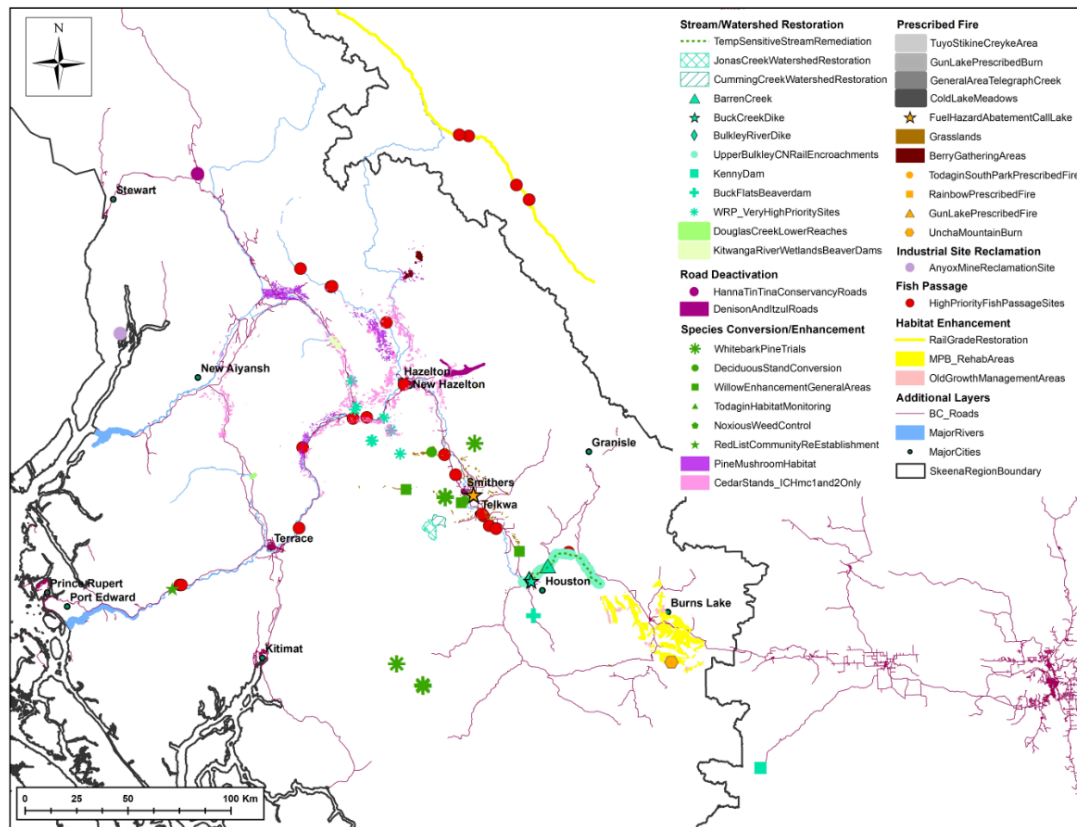 N
Stewart
New Aiyansh
Hazelton
New Hazelton
Granisle
Smithers
Telkwa
Terrace
Prince Rupert
Port Edward
Houston
Burns Lake
Kitimat
0 25 50 100 Km
Stream/Watershed Restoration
TempSensitiveStreamRemediation
JonasCreekWatershedRestoration
CummingCreekWatershedRestoration
BarrenCreek
BuckCreekDike
BulkleyRiverDike
UpperBulkleyCNRailEncroachments
KennyDam
BuckFlatsBeaverdam
WRP_VeryHighPrioritySites
DouglasCreekLowerReaches
KitwangaRiverWetlandsBeaverDams
Road Deactivation
HannaTinTinaConservancyRoads
DenisonAndItzulRoads
Species Conversion/Enhancement
WhitebarkPineTrials
DeciduousStandConversion
WillowEnhancementGeneralAreas
TodaginHabitatMonitoring
NoxiousWeedControl
RedListCommunityReEstablishment
PineMushroomHabitat
CedarStands_ICHmc1and2Only
Prescribed Fire
TuyoStikineCreykeArea
GunLakePrescribedBurn
GeneralAreaTelegraphCreek
ColdLakeMeadows
FuelHazardAbatementCallLake
Grasslands
BerryGatheringAreas
TodaginSouthParkPrescribedFire
RainbowPrescribedFire
GunLakePrescribedFire
UnchaMountainBurn
Industrial Site Reclamation
AnyoxMineReclamationSite
Fish Passage
HighPriorityFishPassageSites
Habitat Enhancement
RailGradeRestoration
MPB_RehabAreas
OldGrowthManagementAreas
Additional Layers
BC_Roads
MajorRivers
MajorCities
SkeenaRegionBoundary